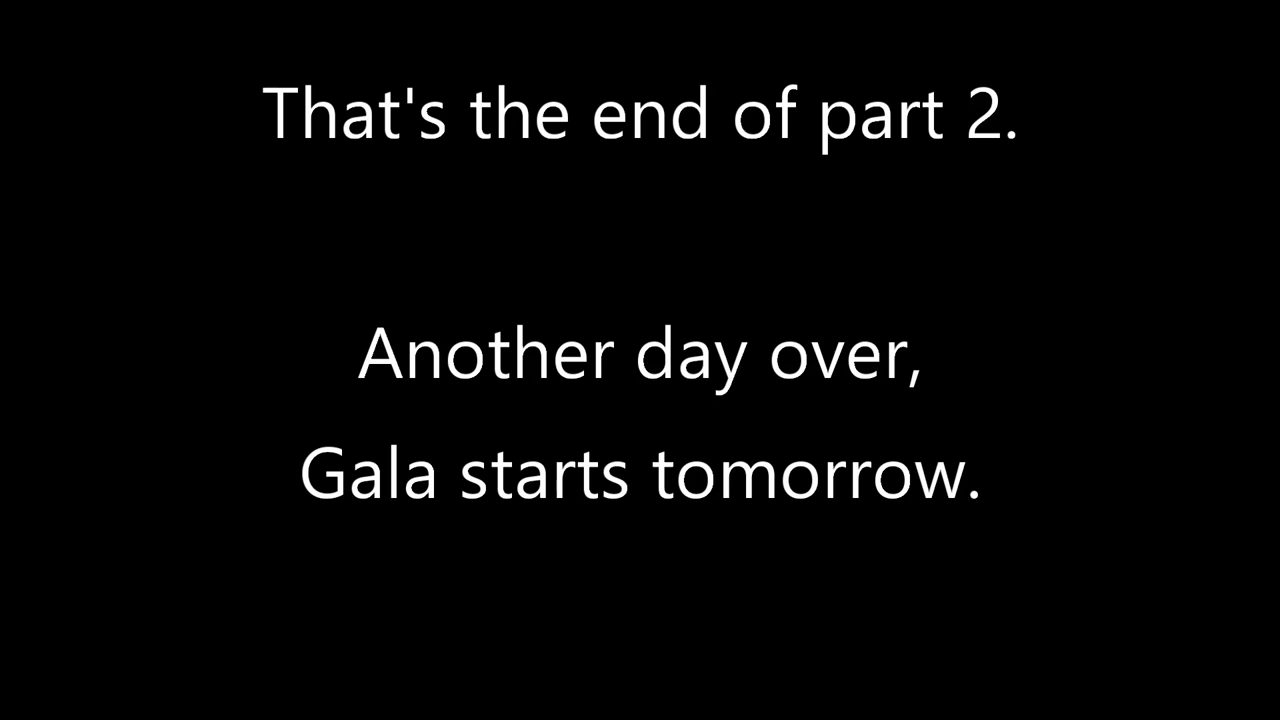 That's the end of part 2.
Another day over,
Gala starts tomorrow.